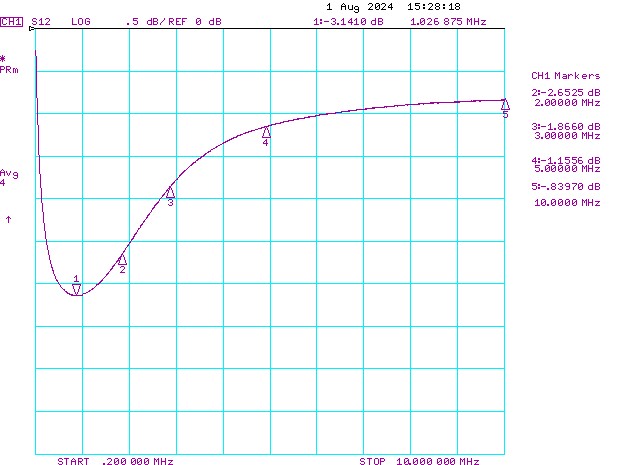 1 Aug 2024 15:28:18
CH1 S12 LOG .5 dB/REF 0 dB 1:-3.1410 dB 1.026 875 MHz
*
PRm
CH1 Markers
2:-2.6525 dB
2.00000 MHz
3:-1.8660 dB
3.00000 MHz
4:-1.1556 dB
5.00000 MHz
5:-.83970 dB
10.0000 MHz
Avg
4
↑
1
2
3
4
5
START .200 000 MHz STOP 10.000 000 MHz